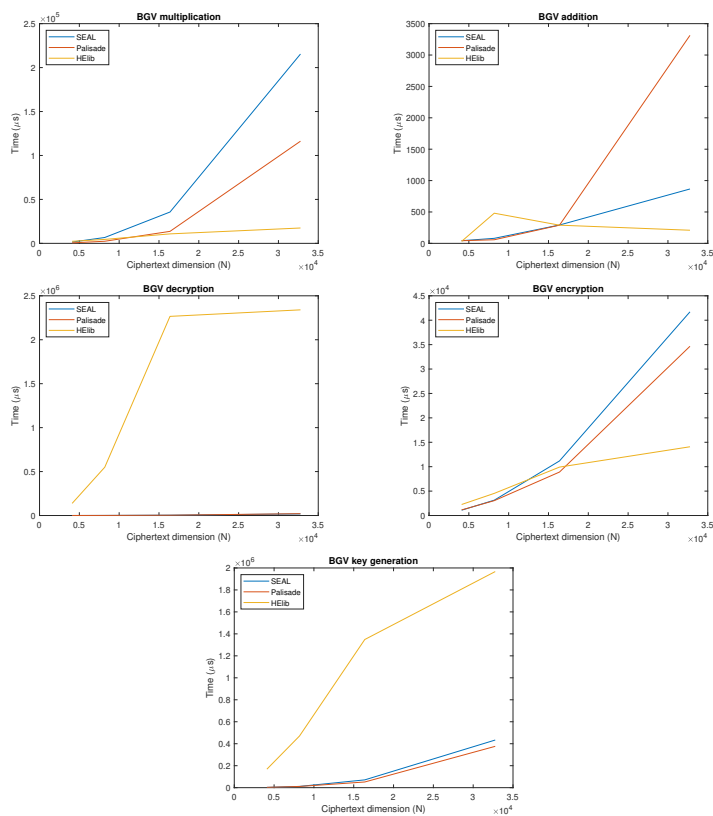 BGV multiplication
×10^5
2.5
2
1.5
1
0.5
0
Time (μs)
SEAL
Palisade
HElib
0 0.5 1 1.5 2 2.5 3 3.5
Ciphertext dimension (N)
×10^4
BGV addition
3500
3000
2500
2000
1500
1000
500
0
Time (μs)
SEAL
Palisade
HElib
0 0.5 1 1.5 2 2.5 3 3.5
Ciphertext dimension (N)
×10^4
BGV decryption
×10^6
2.5
2
1.5
1
0.5
0
Time (μs)
SEAL
Palisade
HElib
0 0.5 1 1.5 2 2.5 3 3.5
Ciphertext dimension (N)
×10^4
BGV encryption
×10^4
4.5
4
3.5
3
2.5
2
1.5
1
0.5
0
Time (μs)
SEAL
Palisade
HElib
0 0.5 1 1.5 2 2.5 3 3.5
Ciphertext dimension (N)
×10^4
BGV key generation
×10^6
2
1.8
1.6
1.4
1.2
1
0.8
0.6
0.4
0.2
0
Time (μs)
SEAL
Palisade
HElib
0 0.5 1 1.5 2 2.5 3 3.5
Ciphertext dimension (N)
×10^4